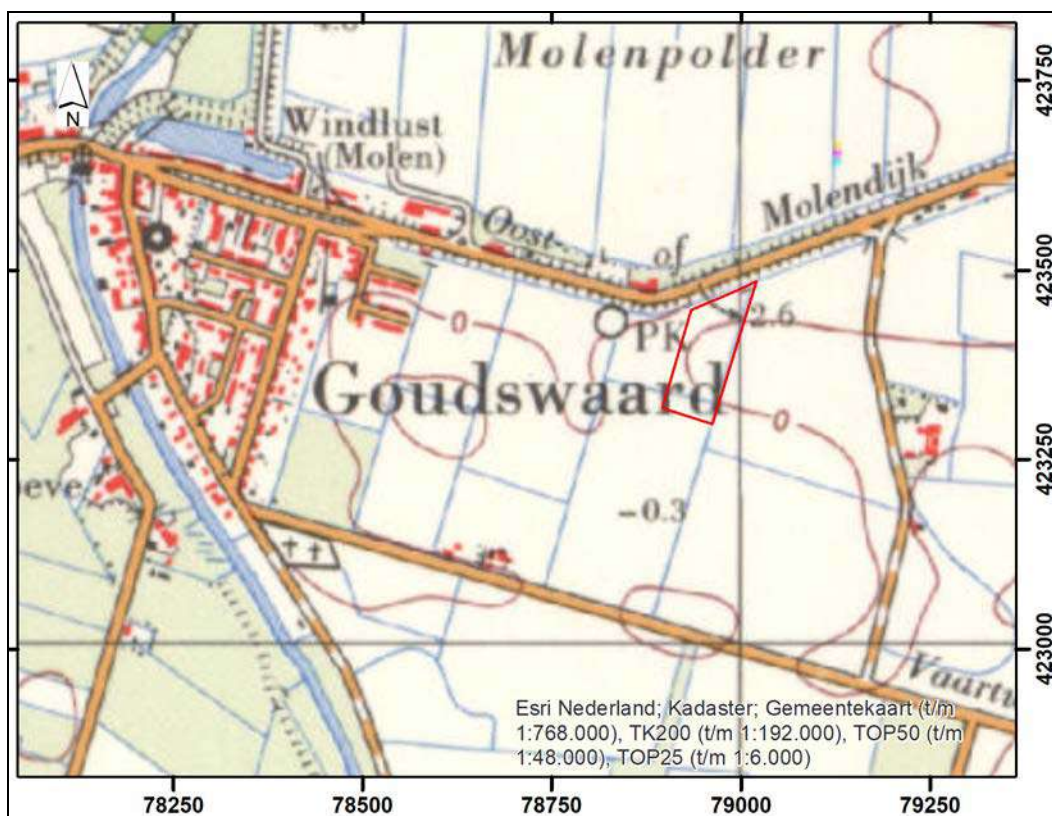 Molenpolder
Windlust
(Molen)
Molendijk
Oost-
of
N
0
PK
2.6
Goudswaard
0
-0.3
Esri Nederland; Kadaster; Gemeentekaart (t/m
1:768.000), TK200 (t/m 1:192.000), TOP50 (t/m
1:48.000), TOP25 (t/m 1:6.000)
78250
78500
78750
79000
79250
423750
423500
423250
423000